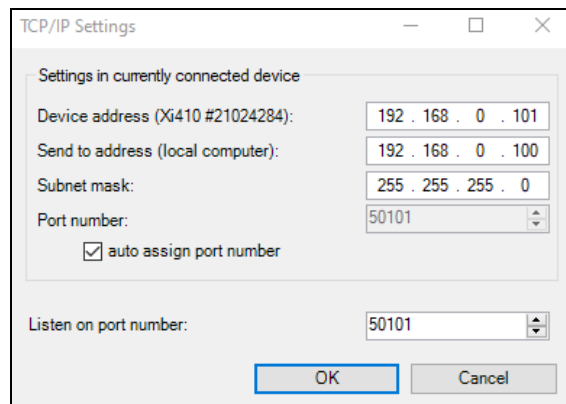 TCP/IP Settings
Settings in currently connected device
Device address (Xi410 #21024284): 192 . 168 . 0 . 101
Send to address (local computer): 192 . 168 . 0 . 100
Subnet mask: 255 . 255 . 255 . 0
Port number: 50101
auto assign port number
Listen on port number: 50101
OK Cancel